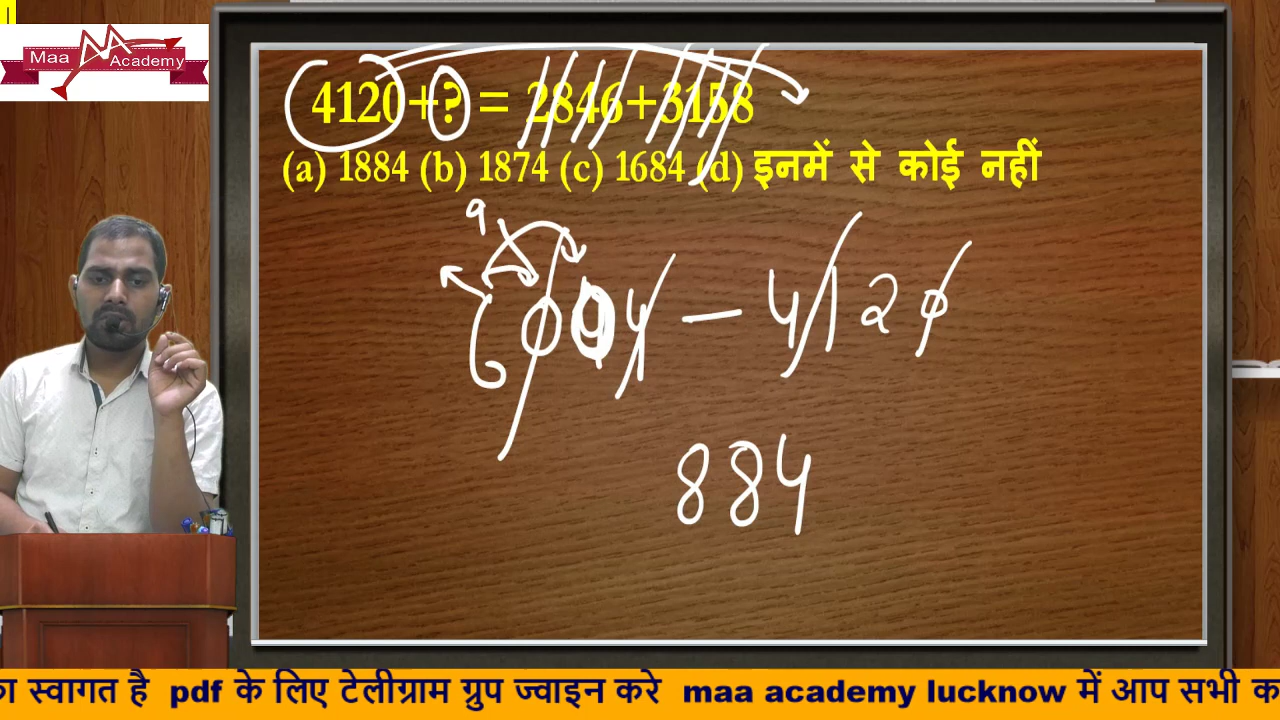 Maa Academy
4120+? = 2846+3158
(a) 1884 (b) 1874 (c) 1684 (d) इनमें से कोई नहीं
9
6004 - 4120
884
का स्वागत है pdf के लिए टेलीग्राम ग्रुप ज्वाइन करे maa academy lucknow में आप सभी क